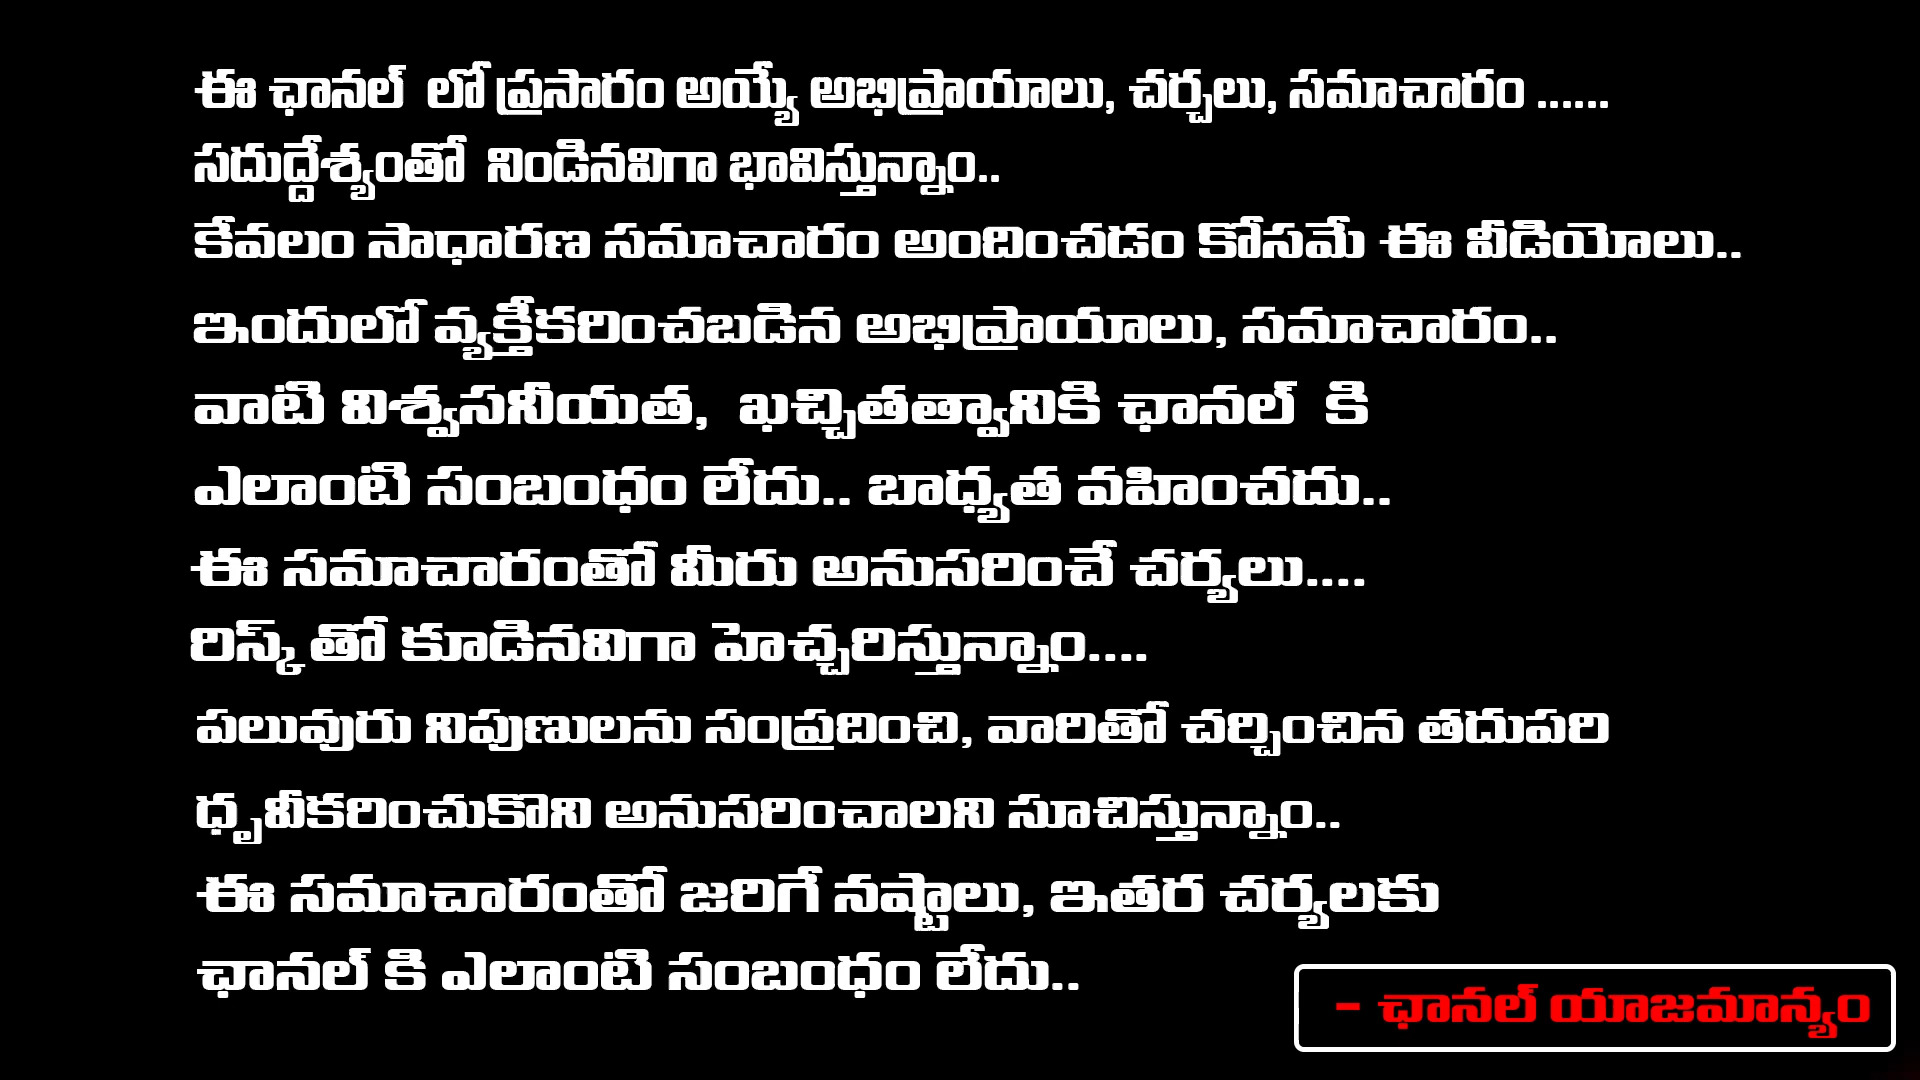 ఈ ఛానల్ లో ప్రసారం అయ్యే అభిప్రాయాలు, చర్చలు, సమాచారం ......
సదుద్దేశ్యంతో నిండినవిగా భావిస్తున్నాం..
కేవలం సాధారణ సమాచారం అందించడం కోసమే ఈ వీడియోలు..
ఇందులో వ్యక్తీకరించబడిన అభిప్రాయాలు, సమాచారం..
వాటి విశ్వసనీయత, ఖచ్చితత్వానికి ఛానల్ కి
ఎలాంటి సంబంధం లేదు.. బాధ్యత వహించదు..
ఈ సమాచారంతో మీరు అనుసరించే చర్యలు....
రిస్క్ తో కూడినవిగా హెచ్చరిస్తున్నాం....
పలువురు నిపుణులను సంప్రదించి, వారితో చర్చించిన తదుపరి
ధృవీకరించుకొని అనుసరించాలని సూచిస్తున్నాం..
ఈ సమాచారంతో జరిగే నష్టాలు, ఇతర చర్యలకు
ఛానల్ కి ఎలాంటి సంబంధం లేదు..
- ఛానల్ యాజమాన్యం